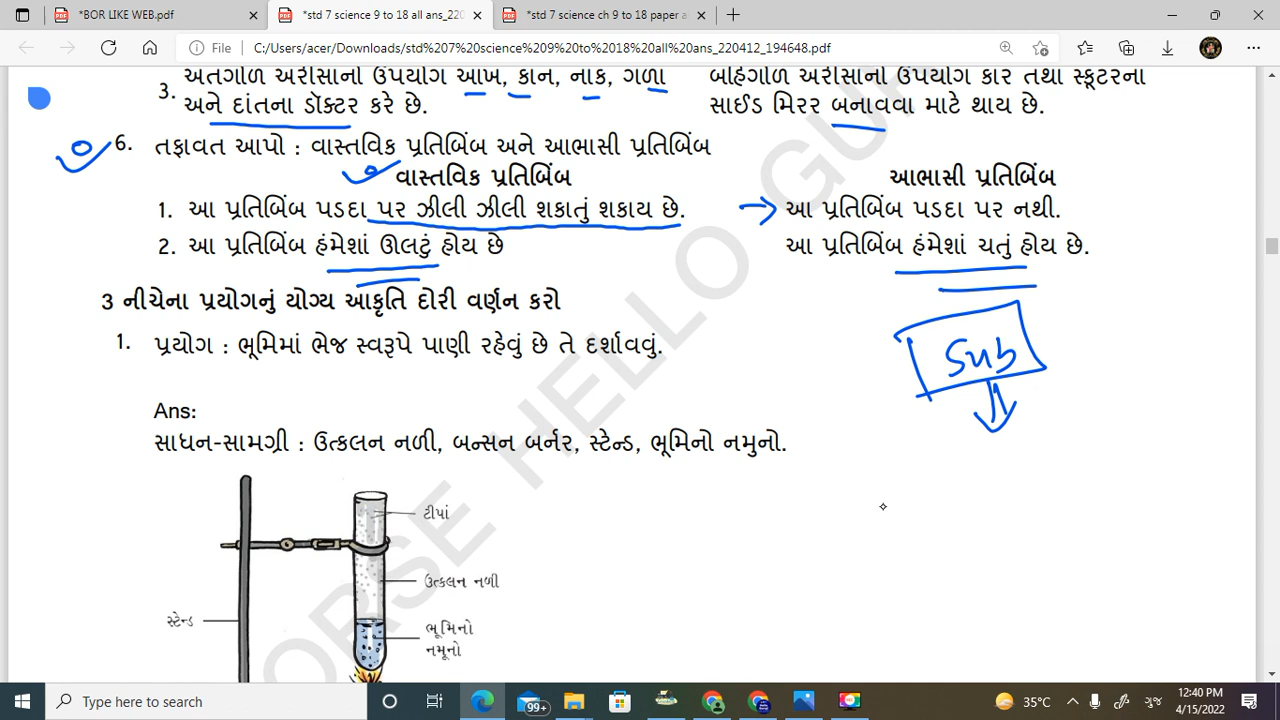 *BOR LIKE WEB.pdf
*std 7 science 9 to 18 all ans_220
*std 7 science ch 9 to 18 paper a
File
C:/Users/acer/Downloads/std%207%20science%209%20to%2018%20all%20ans_220412_194648.pdf
3. અંતર્ગોળ અરીસાનો ઉપયોગ આંખ, કાન, નાક, ગળા બહિર્ગોળ અરીસાનો ઉપયોગ કાર તથા સ્કૂટરના
અને દાંતના ડૉક્ટર કરે છે. સાઈડ મિરર બનાવવા માટે થાય છે.
6. તફાવત આપો : વાસ્તવિક પ્રતિબિંબ અને આભાસી પ્રતિબિંબ
વાસ્તવિક પ્રતિબિંબ આભાસી પ્રતિબિંબ
1. આ પ્રતિબિંબ પડદા પર ઝીલી ઝીલી શકાતું શકાય છે. આ પ્રતિબિંબ પડદા પર નથી.
2. આ પ્રતિબિંબ હંમેશાં ઊલટું હોય છે આ પ્રતિબિંબ હંમેશાં ચતું હોય છે.
Sub
3 નીચેના પ્રયોગનું યોગ્ય આકૃતિ દોરી વર્ણન કરો
1. પ્રયોગ : ભૂમિમાં ભેજ સ્વરૂપે પાણી રહેવું છે તે દર્શાવવું.
Ans:
સાધન-સામગ્રી : ઉત્કલન નળી, બન્સન બર્નર, સ્ટેન્ડ, ભૂમિનો નમુનો.
ટીપાં
ઉત્કલન નળી
સ્ટેન્ડ
ભૂમિનો
નમૂનો
HORSE HELLO GURU
Type here to search
99+
35°C
ગુ
12:40 PM
4/15/2022